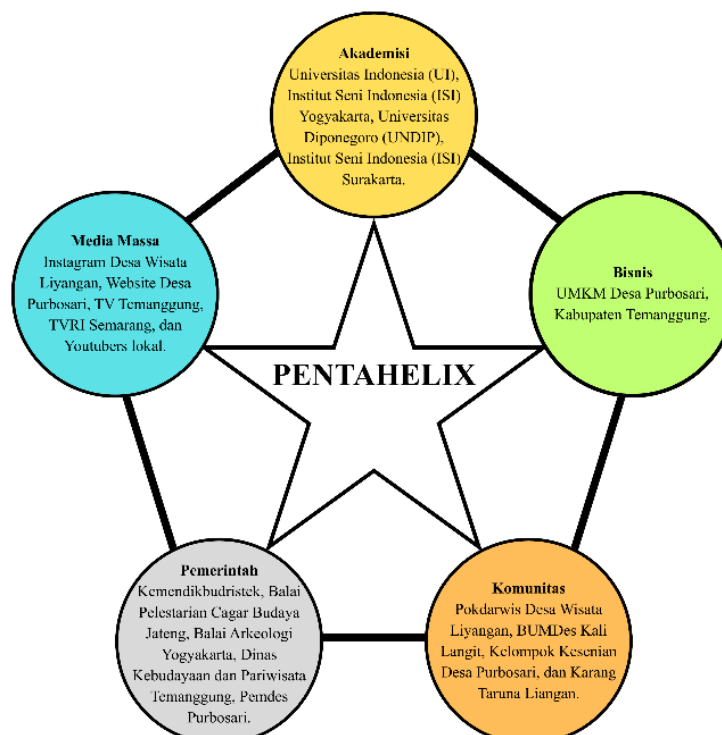 Akademisi
Universitas Indonesia (UI),
Institut Seni Indonesia (ISI)
Yogyakarta, Universitas
Diponegoro (UNDIP),
Institut Seni Indonesia (ISI)
Surakarta.
Media Massa
Instagram Desa Wisata
Liyangan, Website Desa
Purbosari, TV Temanggung,
TVRI Semarang, dan
Youtubers lokal.
Bisnis
UMKM Desa Purbosari,
Kabupaten Temanggung.
PENTAHELIX
Pemerintah
Kemendikbudristek, Balai
Pelestarian Cagar Budaya
Jateng, Balai Arkeologi
Yogyakarta, Dinas
Kebudayaan dan Pariwisata
Temanggung, Pemdes
Purbosari.
Komunitas
Pokdarwis Desa Wisata
Liyangan, BUMDes Kali
Langit, Kelompok Kesenian
Desa Purbosari, dan Karang
Taruna Liangan.